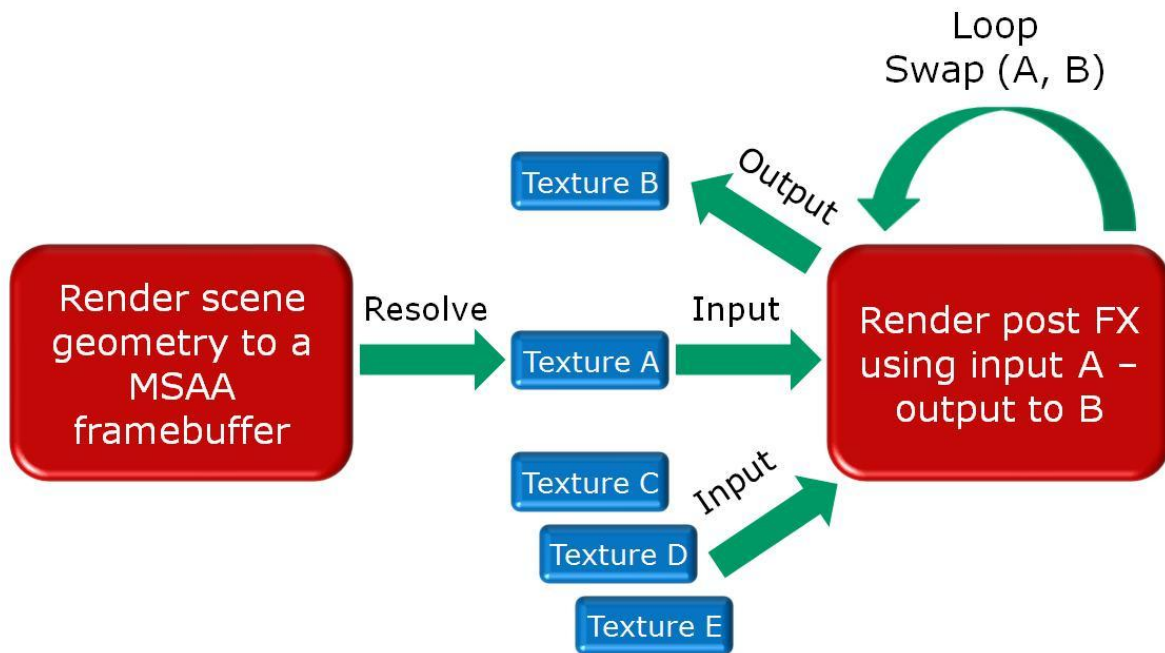 Loop
Swap (A, B)
Texture B
Output
Render scene
geometry to a
MSAA
framebuffer
Resolve
Texture A
Input
Render post FX
using input A –
output to B
Texture C
Input
Texture D
Texture E